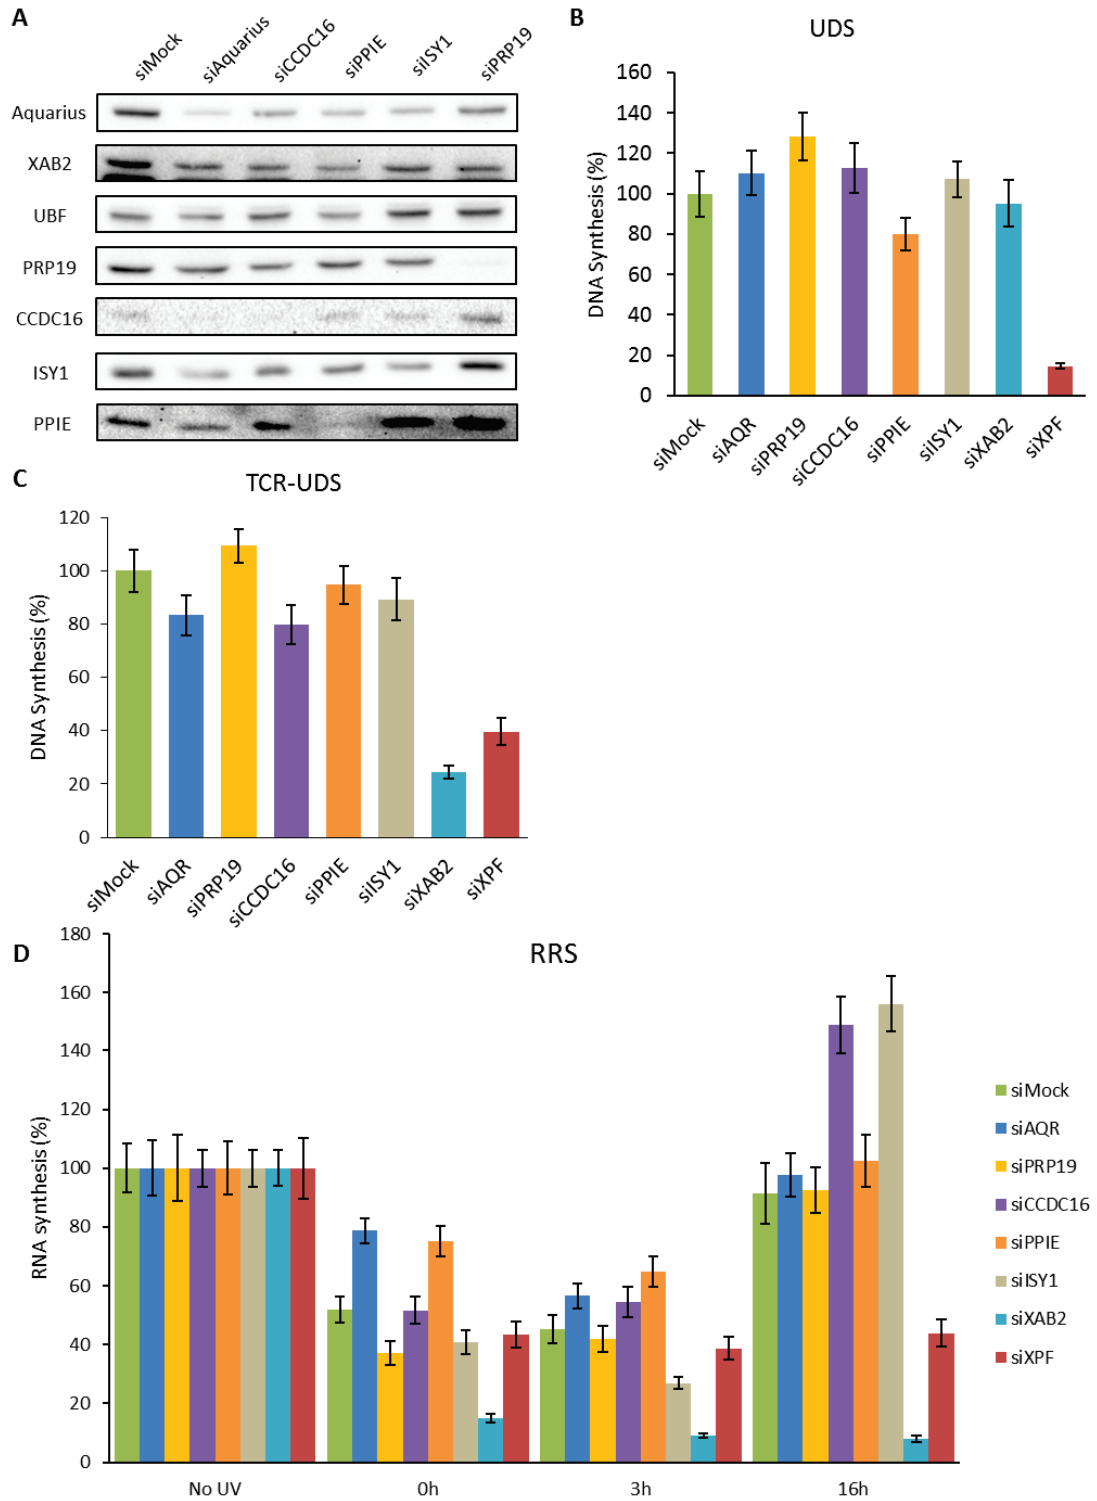 A
siMock siAquarius siCCDC16 siPPIE siISY1 siPRP19
Aquarius
XAB2
UBF
PRP19
CCDC16
ISY1
PPIE
B
UDS
DNA Synthesis (%)
160
140
120
100
80
60
40
20
0
siMock siAQR siPRP19 siCCDC16 siPPIE siISY1 siXAB2 siXPF
C
TCR-UDS
DNA Synthesis (%)
120
100
80
60
40
20
0
siMock siAQR siPRP19 siCCDC16 siPPIE siISY1 siXAB2 siXPF
D
RRS
RNA synthesis (%)
180
160
140
120
100
80
60
40
20
0
No UV 0h 3h 16h
siMock
siAQR
siPRP19
siCCDC16
siPPIE
siISY1
siXAB2
siXPF